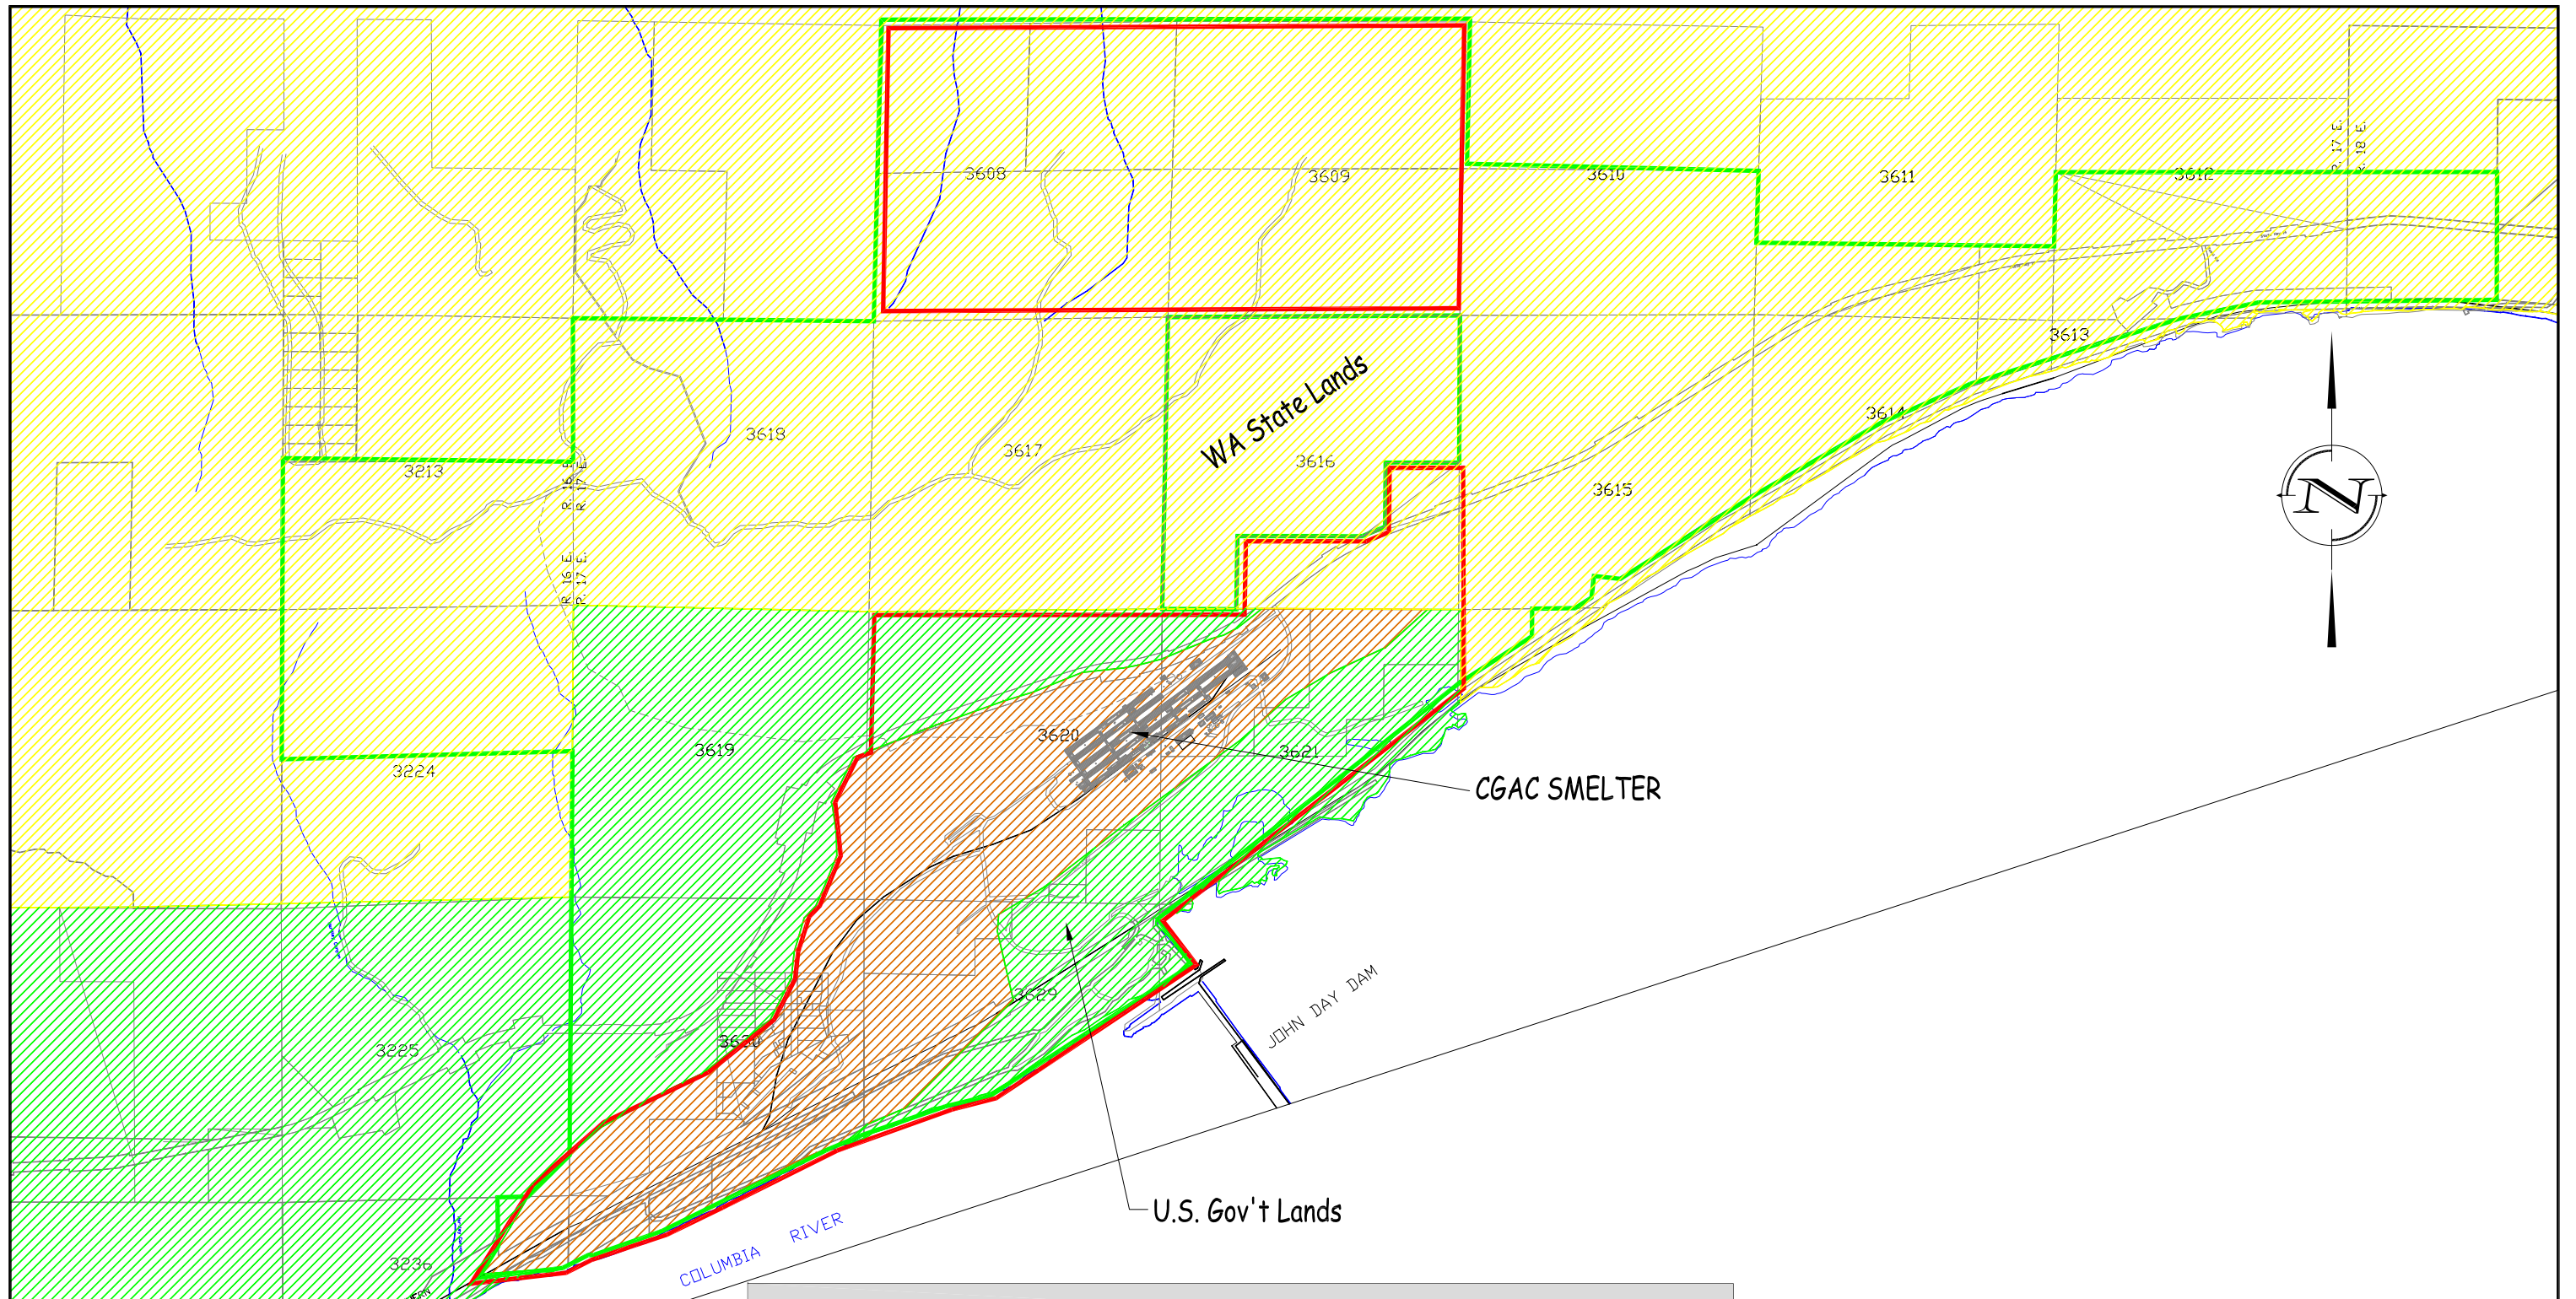 R. 17 E.
R. 18 E.
3608
3609
3610
3611
3612
3613
3614
WA State Lands
3618
3617
3616
3213
3615
R. 16 E.
R. 17 E.
R. 16 E.
R. 17 E.
N
3619
3620
3621
3224
CGAC SMELTER
3629
JOHN DAY DAM
3225
U.S. Gov't Lands
COLUMBIA RIVER
3236